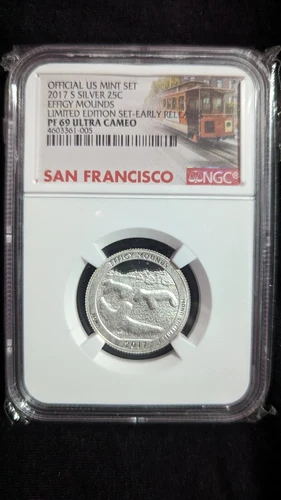 OFFICIAL US MINT SET
2017 S SILVER 25C
EFFIGY MOUNDS
LIMITED EDITION SET-EARLY REL
PF 69 ULTRA CAMEO
4603361-005
SAN FRANCISCO
NGC
EFFIGY MOUNDS
2017